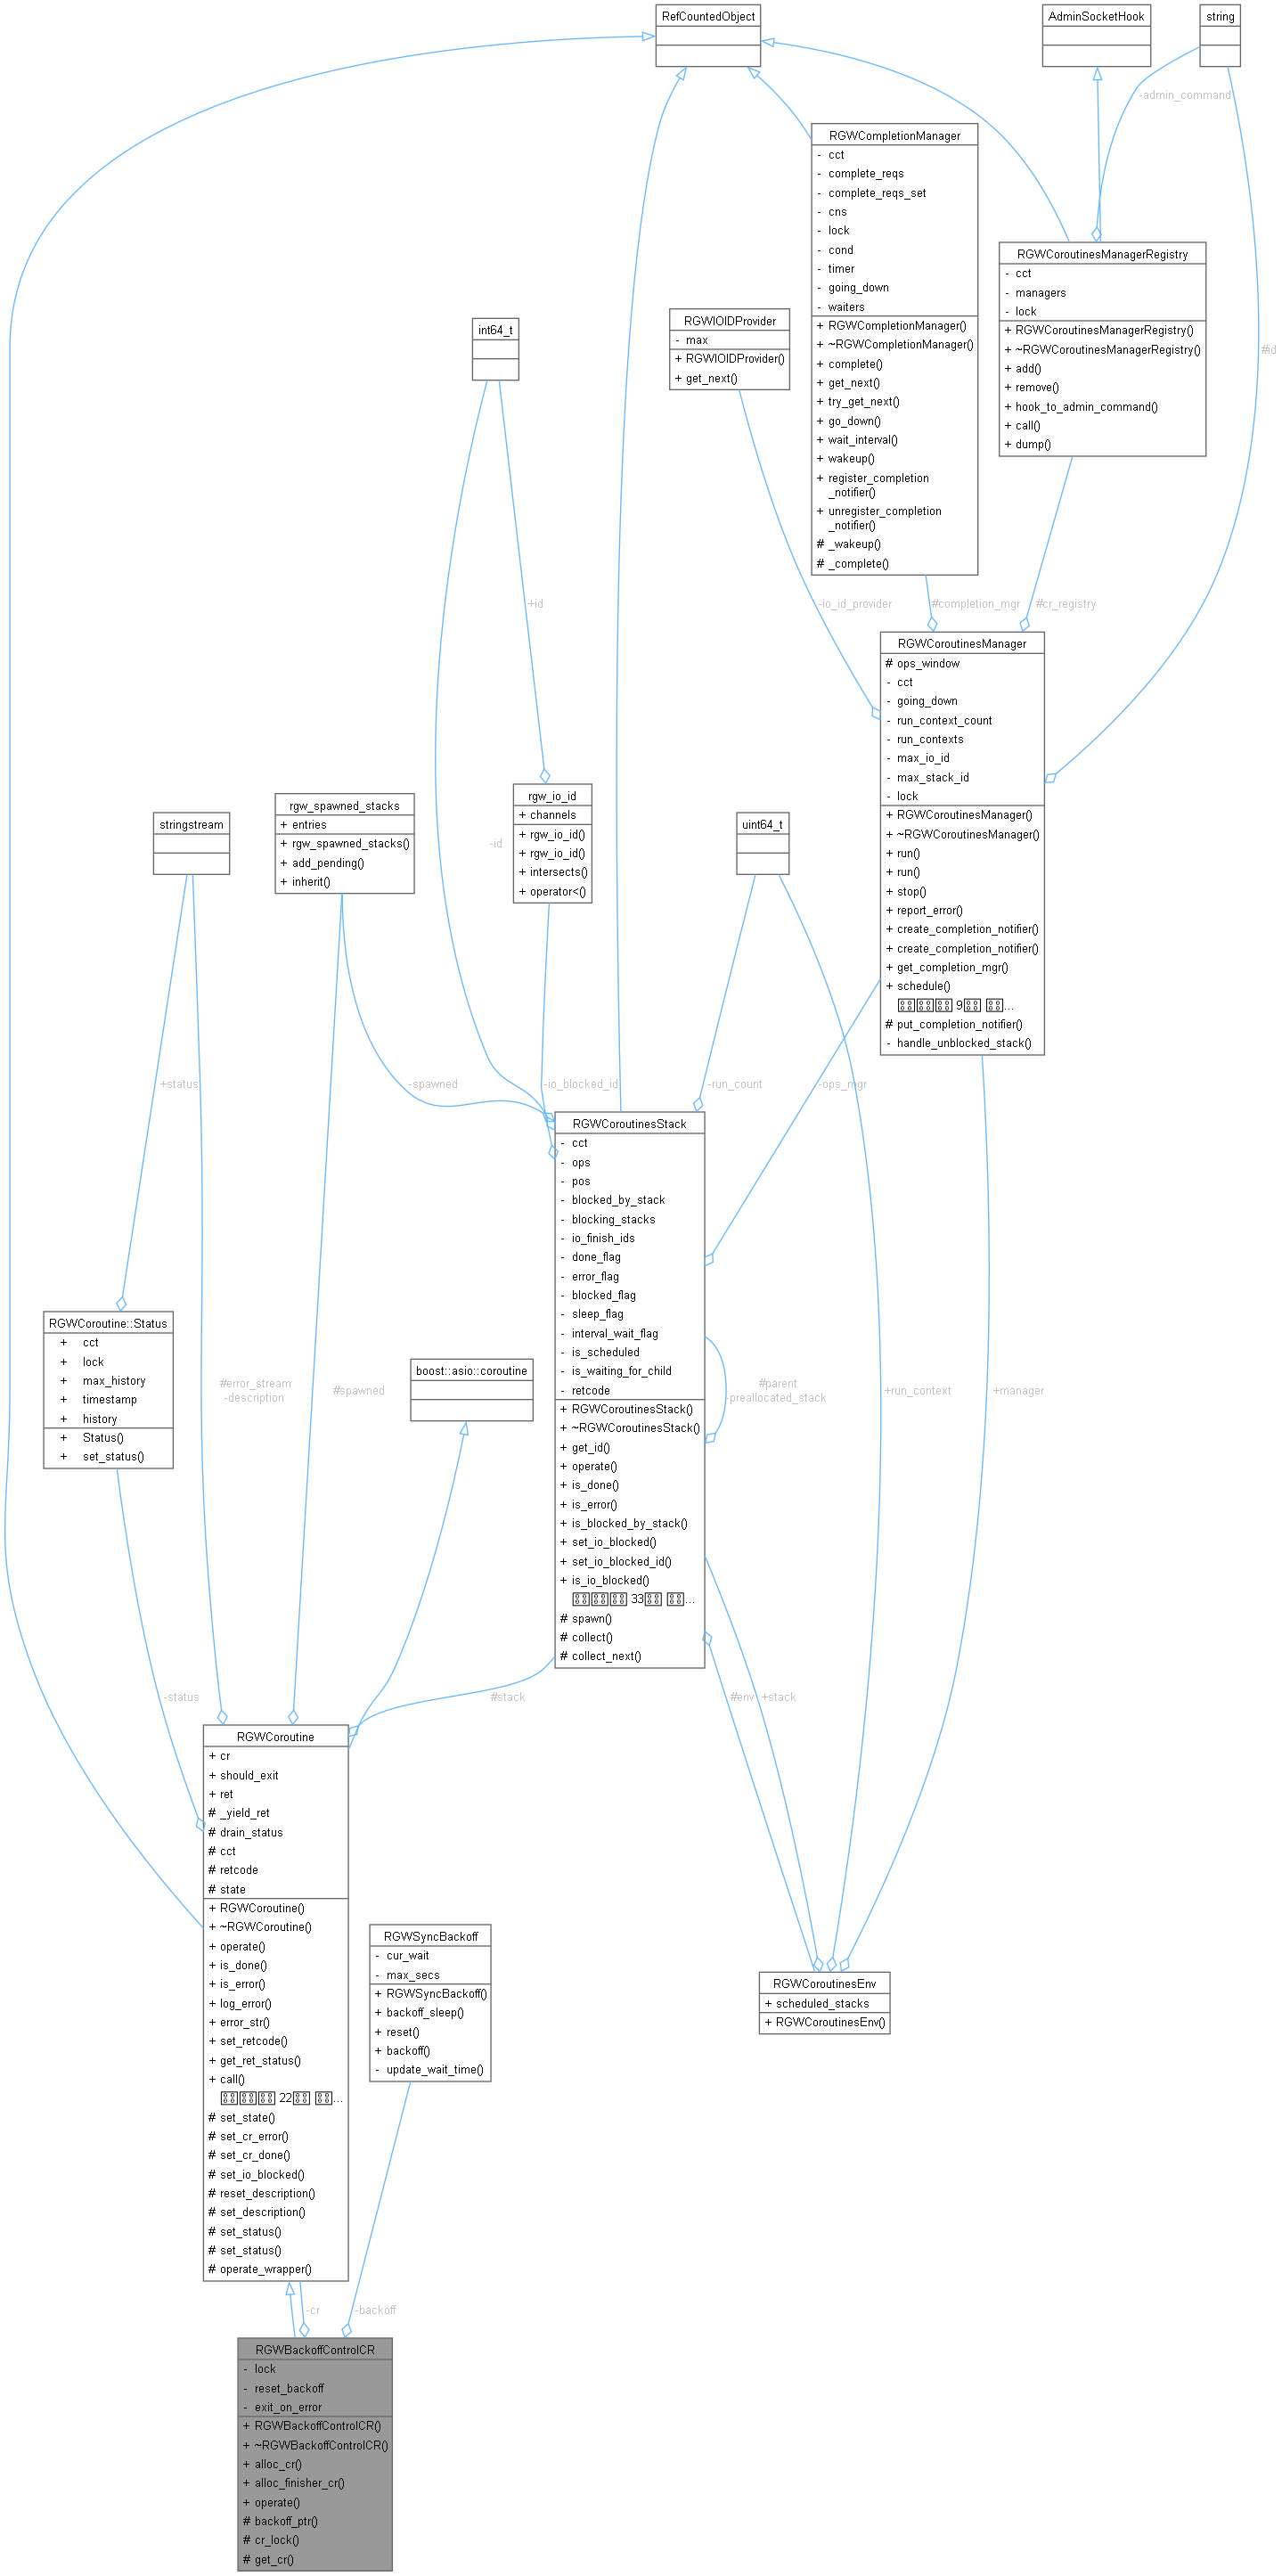 RefCountedObject
AdminSocketHook
string
-admin_command
RGWCompletionManager
- cct
- complete_reqs
- complete_reqs_set
- cns
- lock
- cond
- timer
- going_down
- waiters
+ RGWCompletionManager()
+ ~RGWCompletionManager()
+ complete()
+ get_next()
+ try_get_next()
+ go_down()
+ wait_interval()
+ wakeup()
+ register_completion
_notifier()
+ unregister_completion
_notifier()
# _wakeup()
# _complete()
RGWCoroutinesManagerRegistry
- cct
- managers
- lock
+ RGWCoroutinesManagerRegistry()
+ ~RGWCoroutinesManagerRegistry()
+ add()
+ remove()
+ hook_to_admin_command()
+ call()
+ dump()
RGWIOIDProvider
- max
+ RGWIOIDProvider()
+ get_next()
int64_t
#id
+id
-io_id_provider
#completion_mgr
#cr_registry
RGWCoroutinesManager
# ops_window
- cct
- going_down
- run_context_count
- run_contexts
- max_io_id
- max_stack_id
- lock
+ RGWCoroutinesManager()
+ ~RGWCoroutinesManager()
+ run()
+ run()
+ stop()
+ report_error()
+ create_completion_notifier()
+ create_completion_notifier()
+ get_completion_mgr()
+ schedule()
9
...
# put_completion_notifier()
- handle_unblocked_stack()
rgw_io_id
+ channels
+ rgw_io_id()
+ rgw_io_id()
+ intersects()
+ operator<()
rgw_spawned_stacks
+ entries
+ rgw_spawned_stacks()
+ add_pending()
+ inherit()
stringstream
uint64_t
-id
+status
-spawned
-io_blocked_id
-run_count
-ops_mgr
RGWCoroutinesStack
- cct
- ops
- pos
- blocked_by_stack
- blocking_stacks
- io_finish_ids
- done_flag
- error_flag
- blocked_flag
- sleep_flag
- interval_wait_flag
- is_scheduled
- is_waiting_for_child
- retcode
+ RGWCoroutinesStack()
+ ~RGWCoroutinesStack()
+ get_id()
+ operate()
+ is_done()
+ is_error()
+ is_blocked_by_stack()
+ set_io_blocked()
+ set_io_blocked_id()
+ is_io_blocked()
33
...
# spawn()
# collect()
# collect_next()
RGWCoroutine::Status
+ cct
+ lock
+ max_history
+ timestamp
+ history
+ Status()
+ set_status()
#error_stream
-description
#spawned
boost::asio::coroutine
#parent
-preallocated_stack
+run_context
+manager
-status
#stack
#env
+stack
RGWCoroutine
+ cr
+ should_exit
+ ret
# _yield_ret
# drain_status
# cct
# retcode
# state
+ RGWCoroutine()
+ ~RGWCoroutine()
+ operate()
+ is_done()
+ is_error()
+ log_error()
+ error_str()
+ set_retcode()
+ get_ret_status()
+ call()
22
...
# set_state()
# set_cr_error()
# set_cr_done()
# set_io_blocked()
# reset_description()
# set_description()
# set_status()
# set_status()
# operate_wrapper()
RGWSyncBackoff
- cur_wait
- max_secs
+ RGWSyncBackoff()
+ backoff_sleep()
+ reset()
+ backoff()
- update_wait_time()
RGWCoroutinesEnv
+ scheduled_stacks
+ RGWCoroutinesEnv()
-cr
-backoff
RGWBackoffControlCR
- lock
- reset_backoff
- exit_on_error
+ RGWBackoffControlCR()
+ ~RGWBackoffControlCR()
+ alloc_cr()
+ alloc_finisher_cr()
+ operate()
# backoff_ptr()
# cr_lock()
# get_cr()